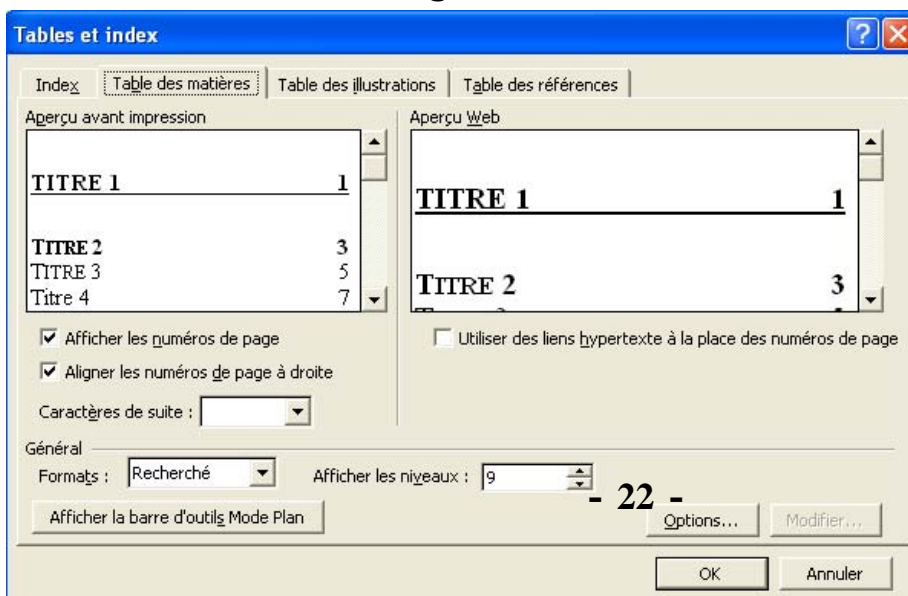 Tables et index
Index Table des matières Table des illustrations Table des références
Aperçu avant impression
TITRE 1 1
TITRE 2 3
TITRE 3 5
Titre 4 7
Aperçu Web
TITRE 1 1
TITRE 2 3
Afficher les numéros de page
Utiliser des liens hypertexte à la place des numéros de page
Aligner les numéros de page à droite
Caractères de suite :
Général
Formats : Recherché Afficher les niveaux : 9
- 22 -
Afficher la barre d'outils Mode Plan Options... Modifier...
OK Annuler